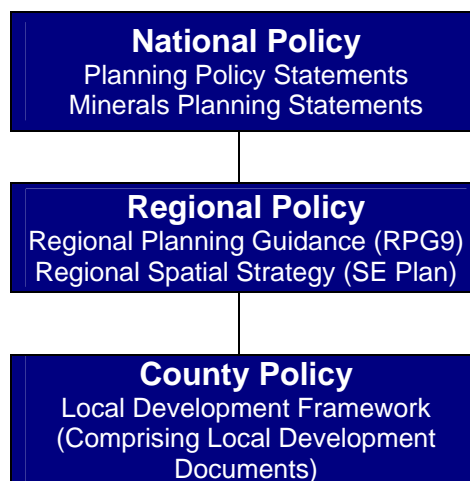 National Policy
Planning Policy Statements
Minerals Planning Statements
Regional Policy
Regional Planning Guidance (RPG9)
Regional Spatial Strategy (SE Plan)
County Policy
Local Development Framework
(Comprising Local Development
Documents)